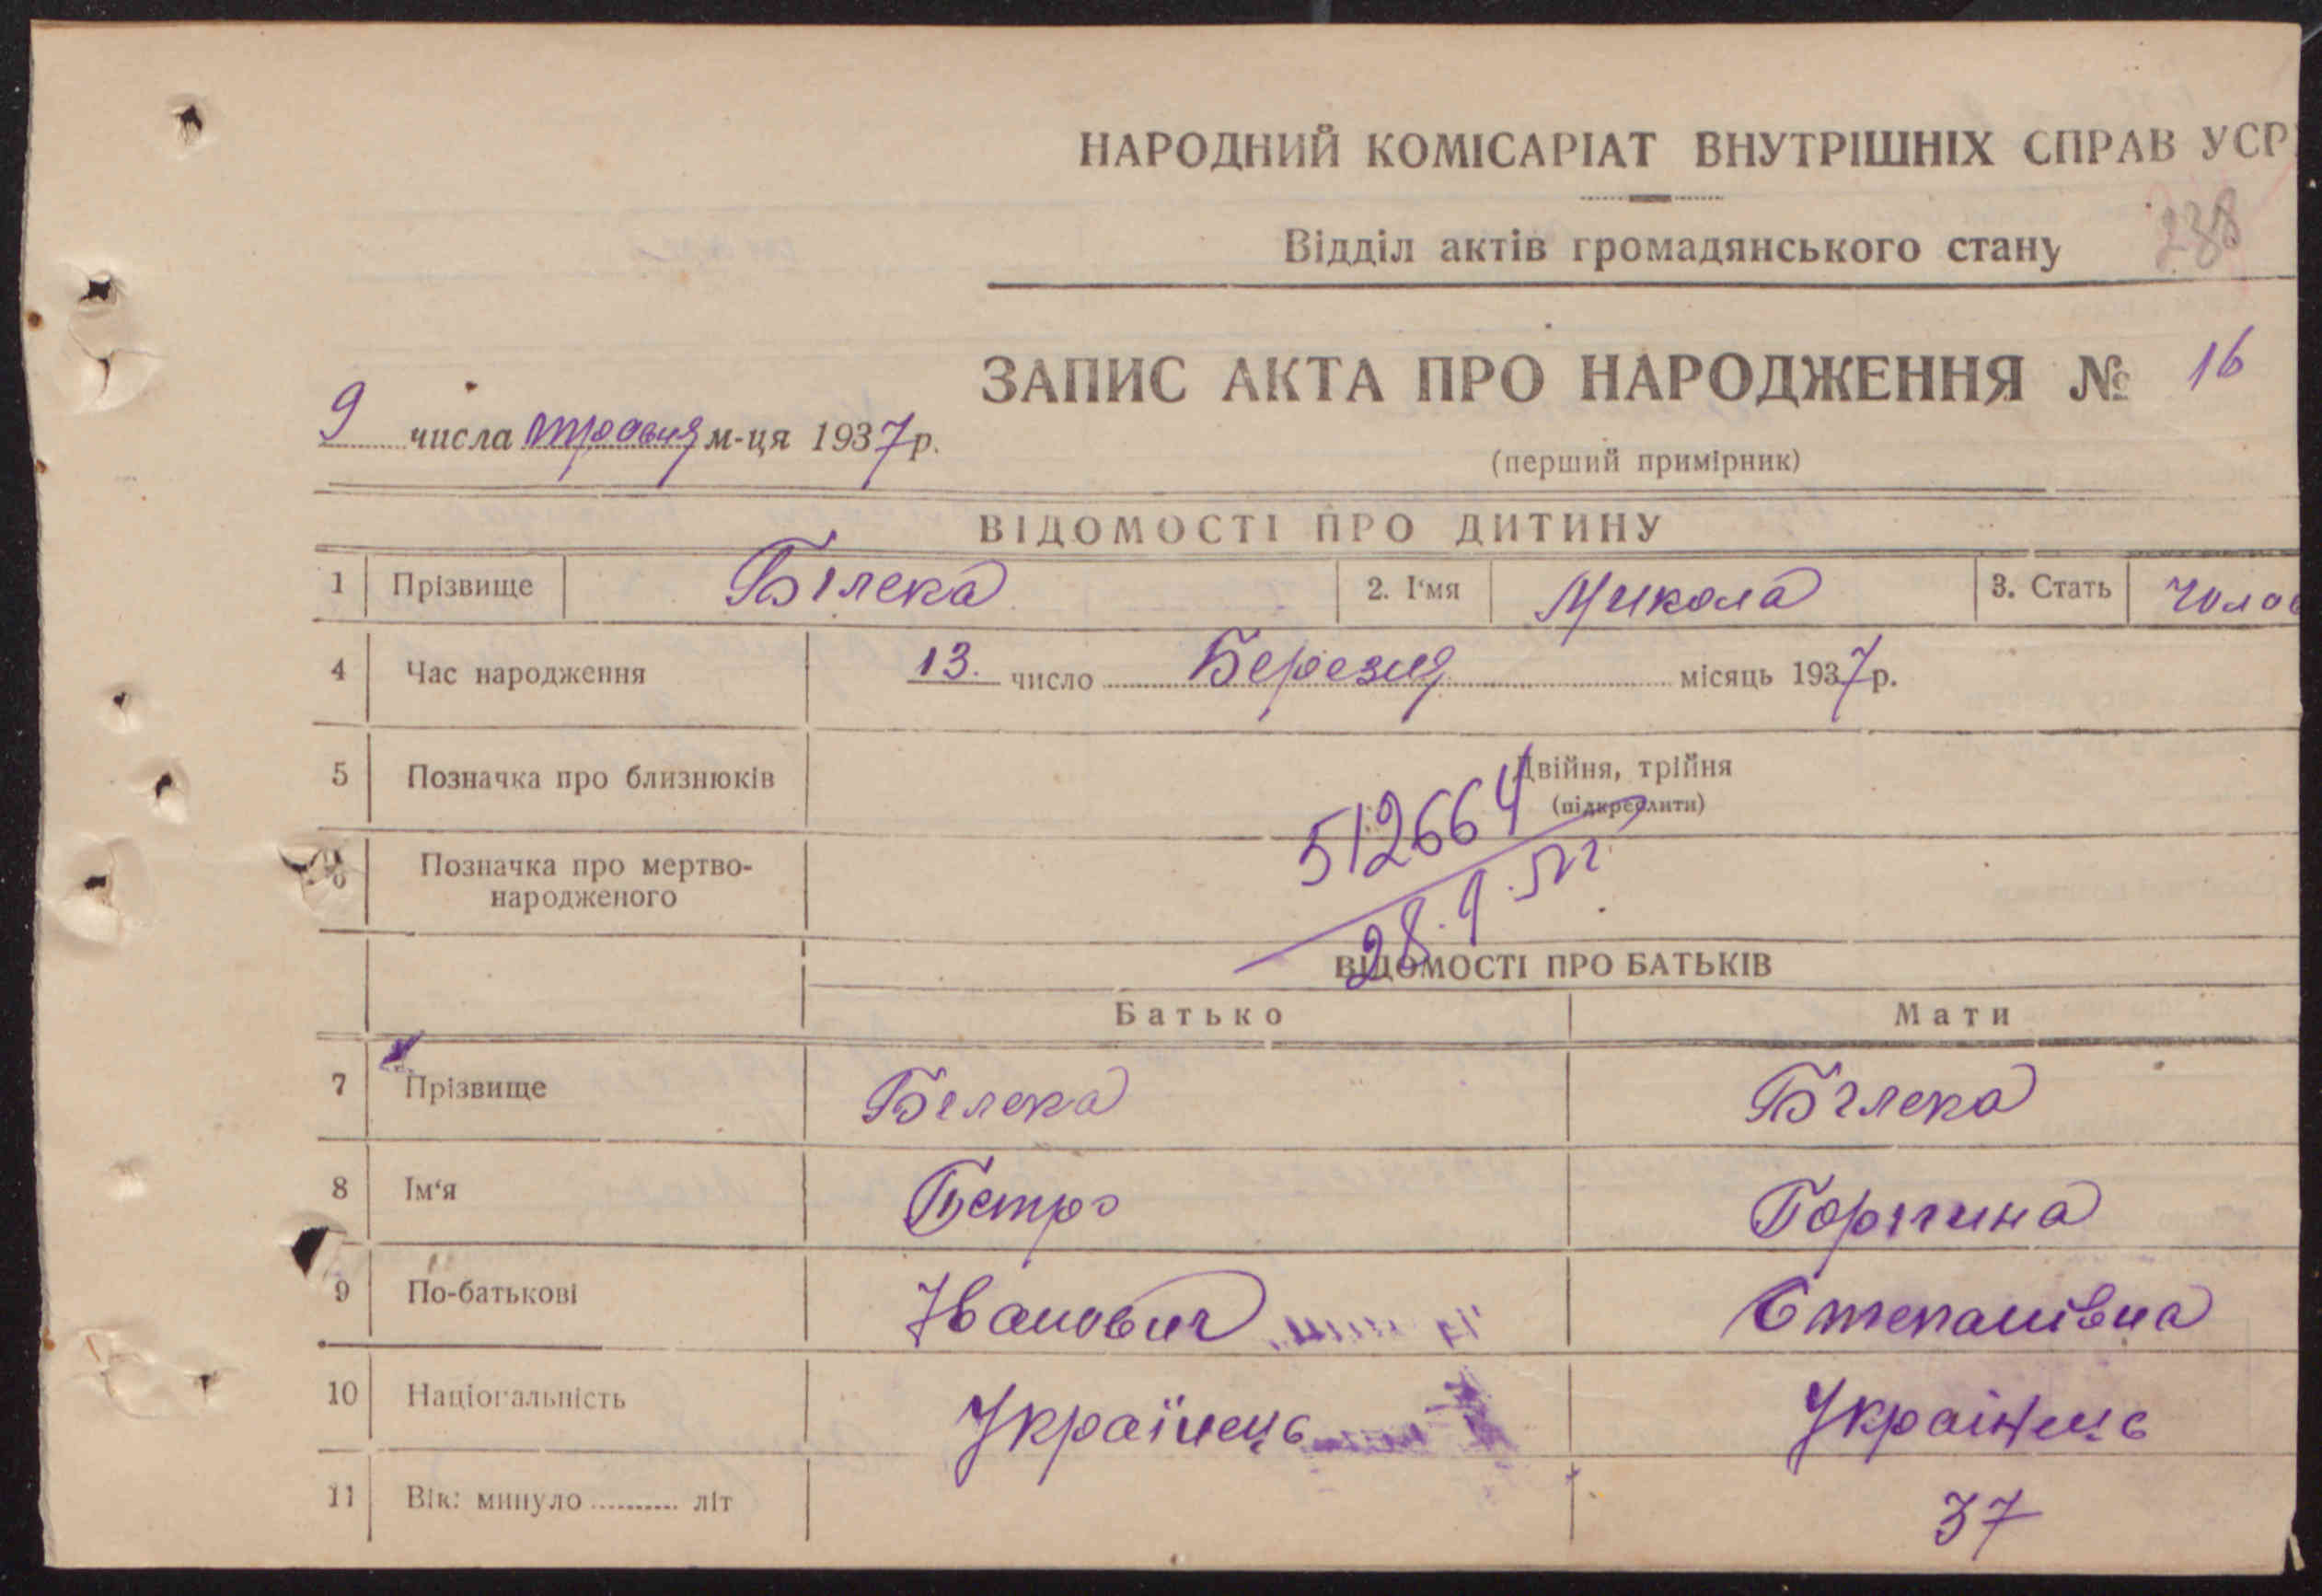 НАРОДНИЙ КОМІСАРІАТ ВНУТРІШНІХ СПРАВ УСР
Відділ актів громадянського стану 238
ЗАПИС АКТА ПРО НАРОДЖЕННЯ № 16
9 числа травня м-ця 1937 р.
(перший примірник)
ВІДОМОСТІ ПРО ДИТИНУ
1 Прізвище Білека 2. І'мя Микола 3. Стать Чолов
4 Час народження 13. число Березня місяць 1937 р.
5 Позначка про близнюків Двійня, трійня
(підкреслити)
512664
6 Позначка про мертво-
народженого
28.9.
ВІДОМОСТІ ПРО БАТЬКІВ
Батько Мати
7 Прізвище Білека Білека
8 Ім'я Петро Горпина
9 По-батькові Іванович Степанівна
10 Національність Українець Українець
11 Вік: минуло .......... літ 37